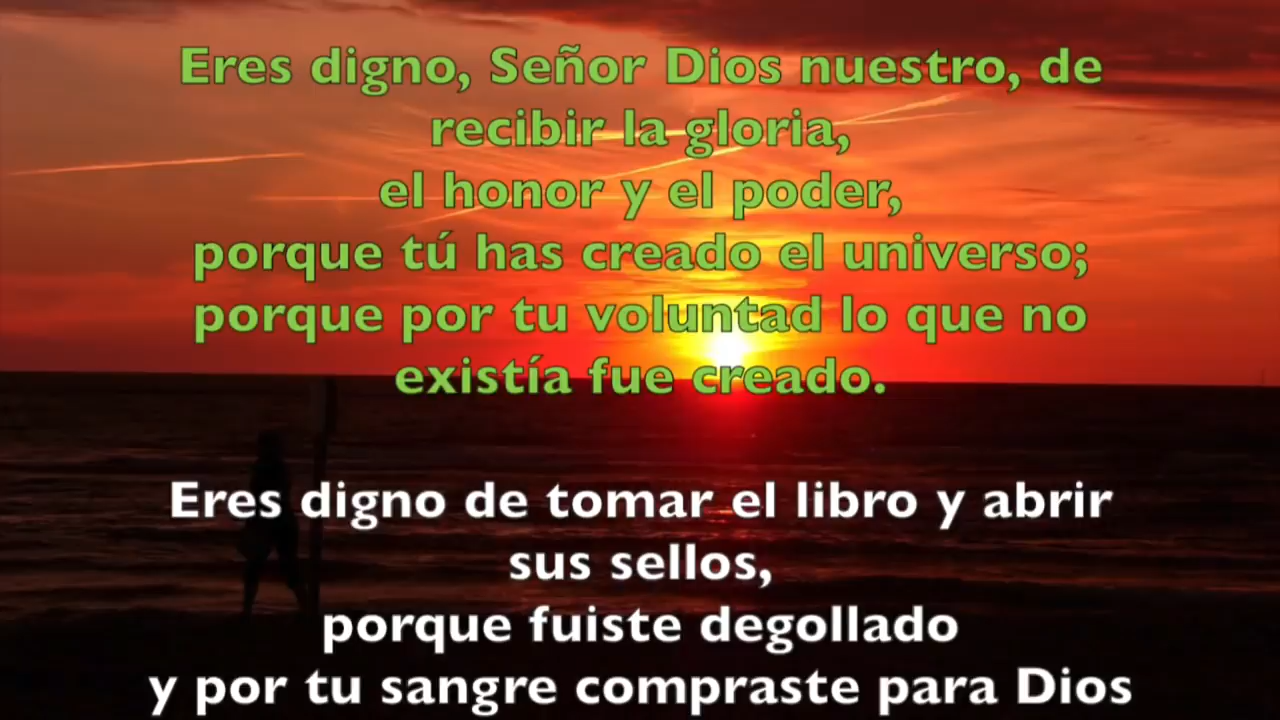 Eres digno, Señor Dios nuestro, de
recibir la gloria,
el honor y el poder,
porque tú has creado el universo;
porque por tu voluntad lo que no
existía fue creado.
Eres digno de tomar el libro y abrir
sus sellos,
porque fuiste degollado
y por tu sangre compraste para Dios